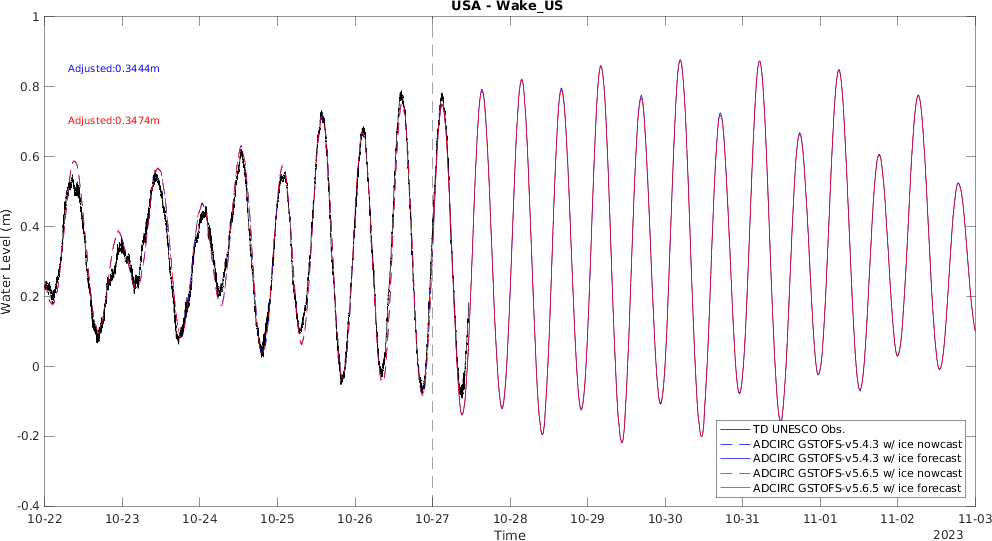 USA - Wake_US
1
0.8
0.6
0.4
0.2
0
-0.2
-0.4
Water Level (m)
Adjusted:0.3444m
Adjusted:0.3474m
TD UNESCO Obs.
ADCIRC GSTOFS-v5.4.3 w/ ice nowcast
ADCIRC GSTOFS-v5.4.3 w/ ice forecast
ADCIRC GSTOFS-v5.6.5 w/ ice nowcast
ADCIRC GSTOFS-v5.6.5 w/ ice forecast
10-22 10-23 10-24 10-25 10-26 10-27 10-28 10-29 10-30 10-31 11-01 11-02 11-03
Time
2023